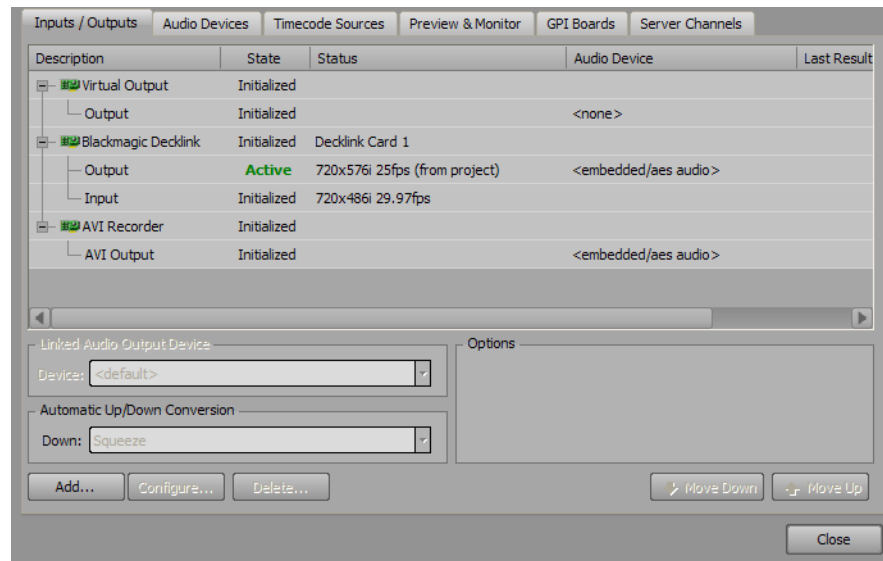 Inputs / Outputs Audio Devices Timecode Sources Preview & Monitor GPI Boards Server Channels
Description State Status Audio Device Last Result
Virtual Output Initialized
Output Initialized <none>
Blackmagic Decklink Initialized Decklink Card 1
Output Active 720x576i 25fps (from project) <embedded/aes audio>
Input Initialized 720x486i 29.97fps
AVI Recorder Initialized
AVI Output Initialized <embedded/aes audio>
Linked Audio Output Device Options
Device: <default>
Automatic Up/Down Conversion
Down: Squeeze
Add... Configure... Delete... Move Down Move Up
Close